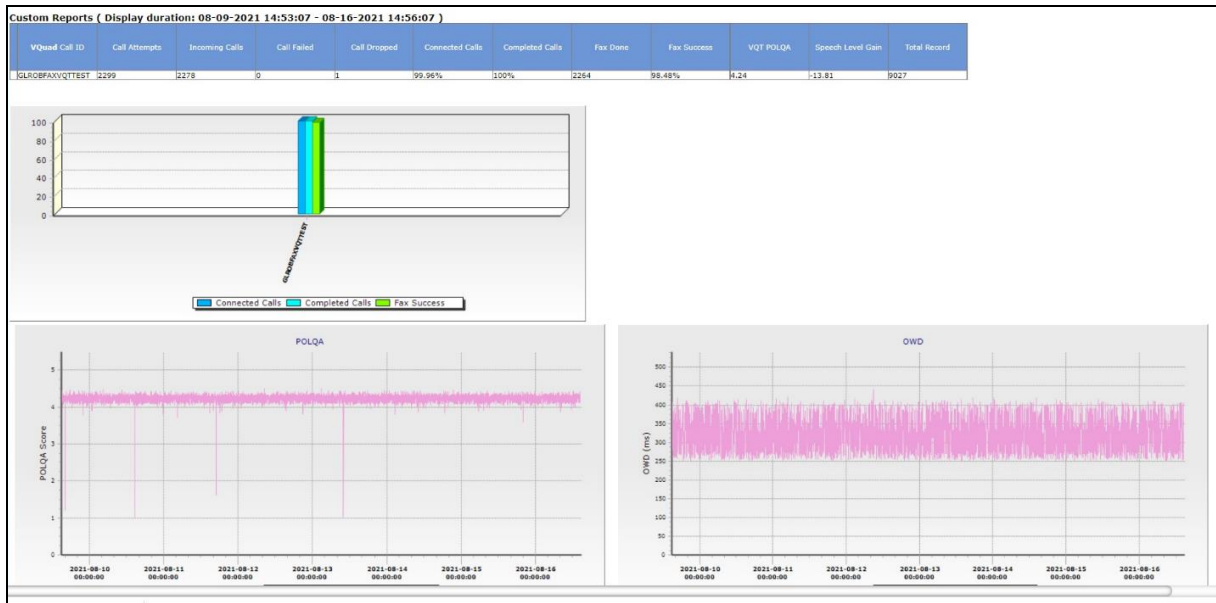 Custom Reports ( Display duration: 08-09-2021 14:53:07 - 08-16-2021 14:56:07 )
VQuad Call ID Call Attempts Incoming Calls Call Failed Call Dropped Connected Calls Completed Calls Fax Done Fax Success VQT POLQA Speech Level Gain Total Record
GLROBFAXVQTTEST 2299 2278 0 1 99.96% 100% 2264 98.48% 4.24 -13.81 9027
100
80
60
40
20
0
GLROBFAXVQTTEST
Connected Calls Completed Calls Fax Success
POLQA
5
4
3
2
1
0
POLQA Score
2021-08-10 2021-08-11 2021-08-12 2021-08-13 2021-08-14 2021-08-15 2021-08-16
00:00:00 00:00:00 00:00:00 00:00:00 00:00:00 00:00:00 00:00:00
OWD
500
450
400
350
300
250
200
150
100
50
0
OWD (ms)
2021-08-10 2021-08-11 2021-08-12 2021-08-13 2021-08-14 2021-08-15 2021-08-16
00:00:00 00:00:00 00:00:00 00:00:00 00:00:00 00:00:00 00:00:00